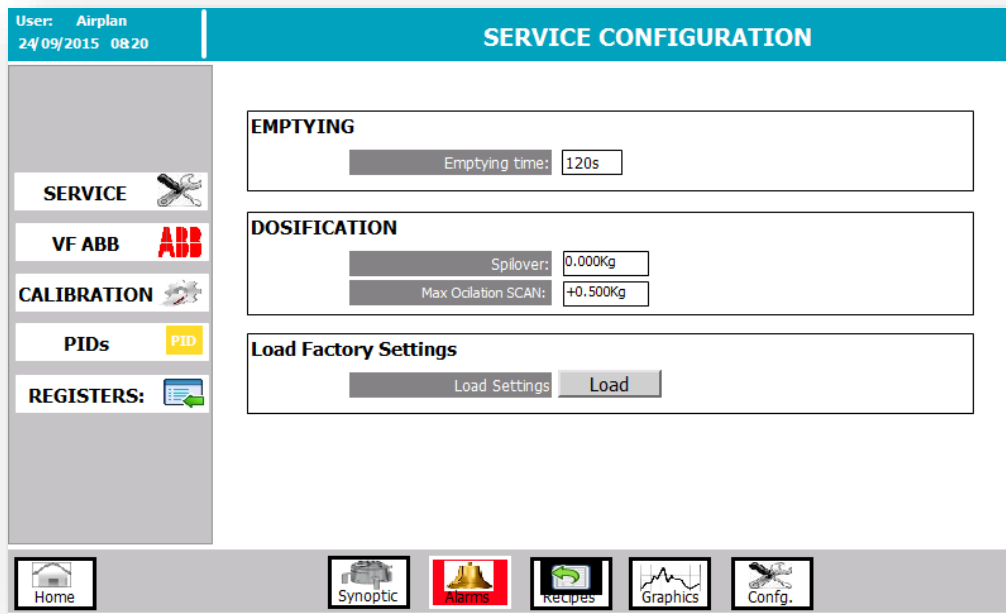 User: Airplan
24/09/2015 08:20
SERVICE CONFIGURATION
SERVICE
VF ABB
ABB
CALIBRATION
PIDs
PID
REGISTERS:
EMPTYING
Emptying time: 120s
DOSIFICATION
Spilover: 0.000Kg
Max Ocilation SCAN: +0.500Kg
Load Factory Settings
Load Settings Load
Home
Synoptic
Alarms
Recipes
Graphics
Confg.